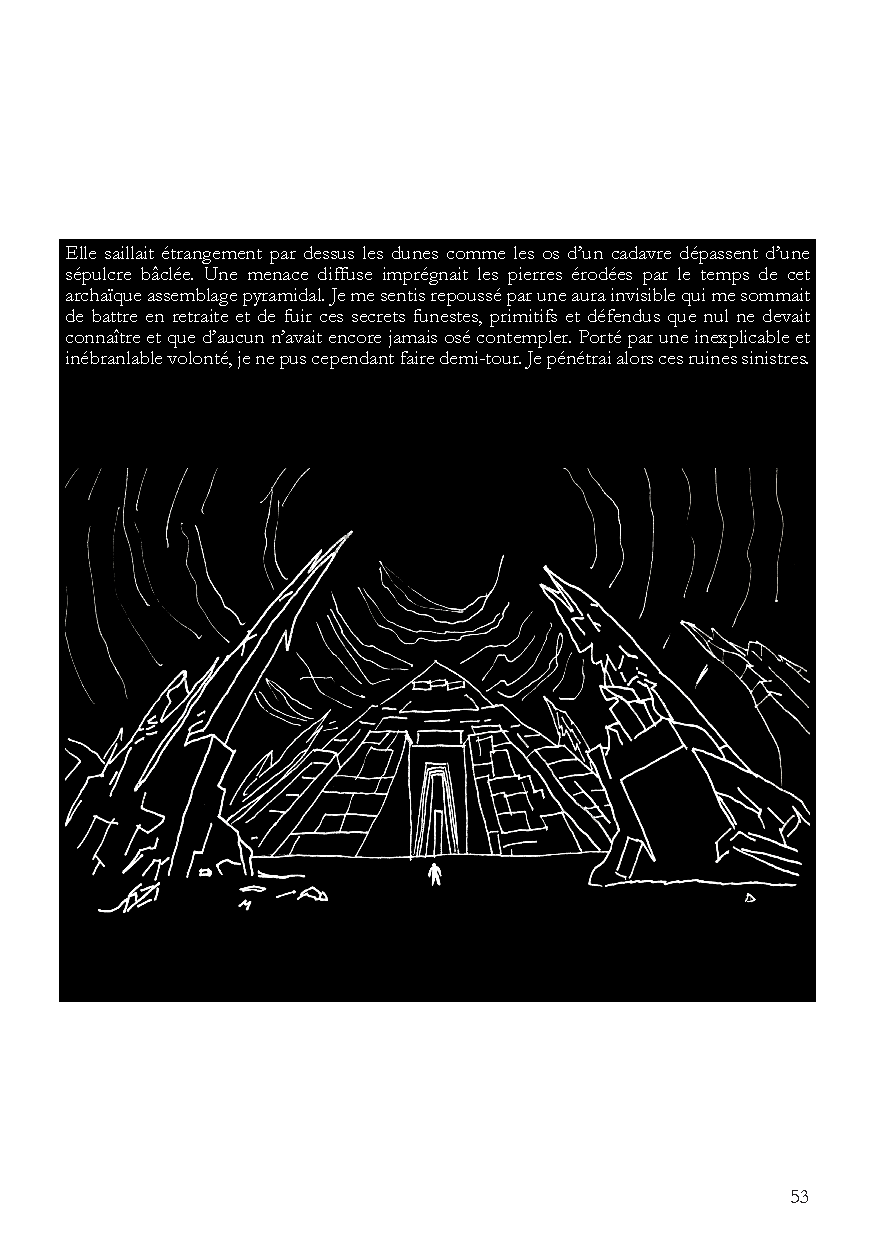 Elle saillait étrangement par dessus les dunes comme les os d'un cadavre dépassent d'une
sépulcre bâclée. Une menace diffuse imprégnait les pierres érodées par le temps de cet
archaïque assemblage pyramidal. Je me sentis repoussé par une aura invisible qui me sommait
de battre en retraite et de fuir ces secrets funestes, primitifs et défendus que nul ne devait
connaître et que d'aucun n'avait encore jamais osé contempler. Porté par une inexplicable et
inébranlable volonté, je ne pus cependant faire demi-tour. Je pénétrai alors ces ruines sinistres.
53